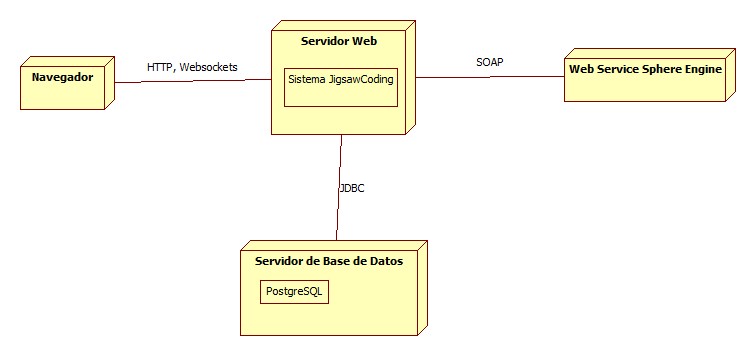 Servidor Web
Navegador
HTTP, Websockets
Sistema JigsawCoding
SOAP
Web Service Sphere Engine
JDBC
Servidor de Base de Datos
PostgreSQL